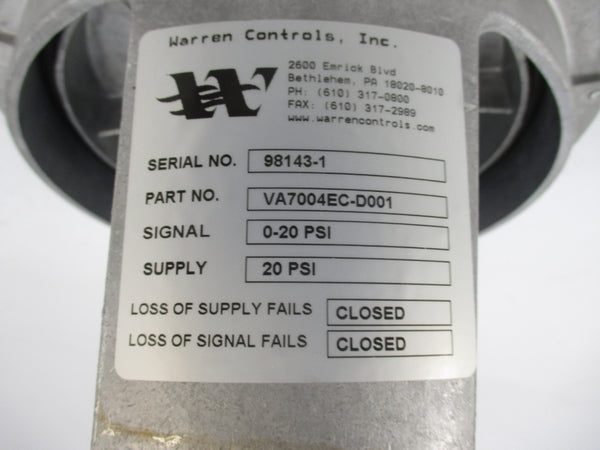 Warren Controls, Inc.
W
2600 Emrick Blvd
Bethlehem, PA 18020-8010
PH: (610) 317-0800
FAX: (610) 317-2989
www.warrencontrols.com
SERIAL NO. 98143-1
PART NO. VA7004EC-D001
SIGNAL 0-20 PSI
SUPPLY 20 PSI
LOSS OF SUPPLY FAILS CLOSED
LOSS OF SIGNAL FAILS CLOSED